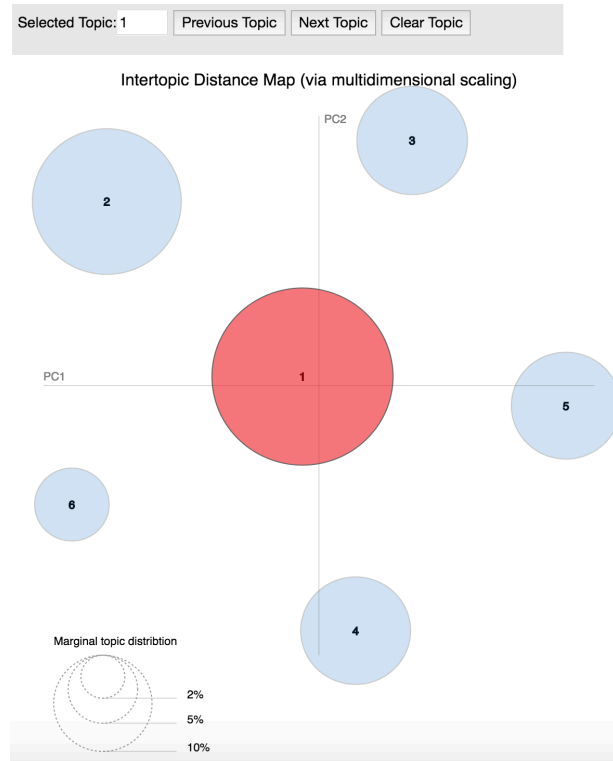 Selected Topic: 1 Previous Topic Next Topic Clear Topic
Intertopic Distance Map (via multidimensional scaling)
PC2
3
2
1
PC1
5
6
4
Marginal topic distribtion
2%
5%
10%